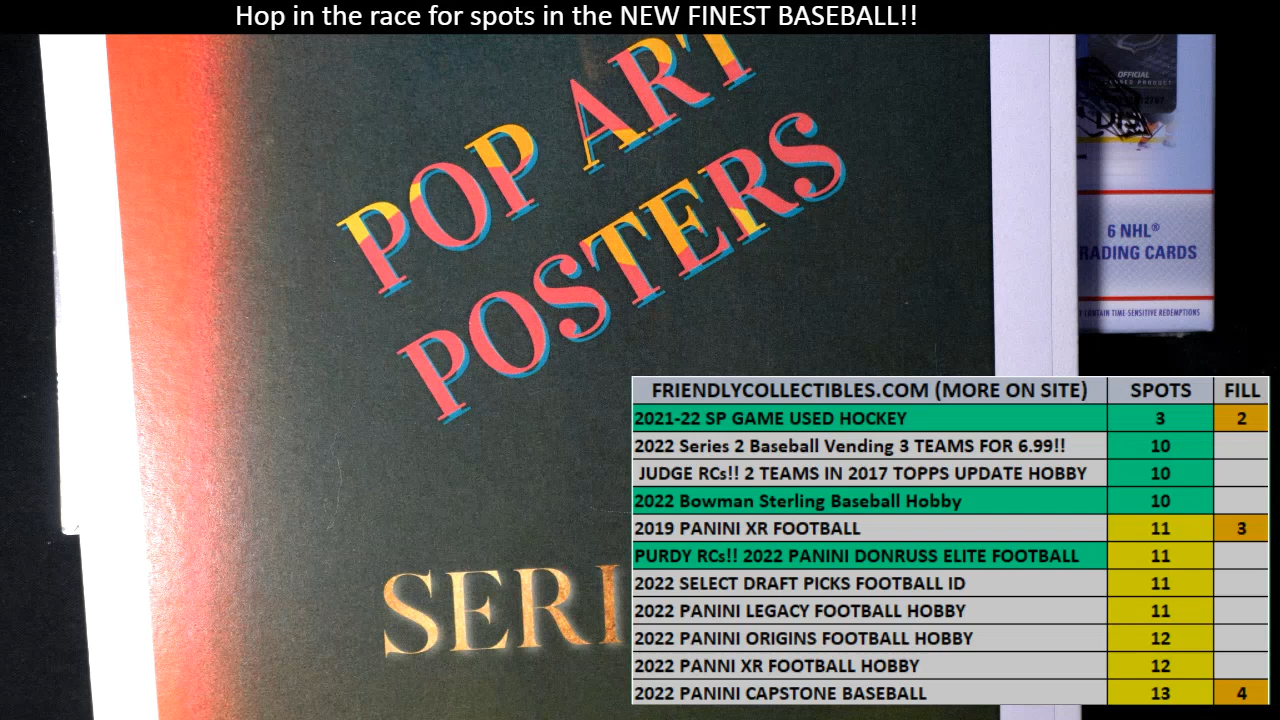 Hop in the race for spots in the NEW FINEST BASEBALL!!
POP ART
POSTERS
SERI
OFFICIAL
6 NHL®
RADING CARDS
CONTAIN TIME-SENSITIVE REDEMPTIONS
FRIENDLYCOLLECTIBLES.COM (MORE ON SITE) SPOTS FILL
2021-22 SP GAME USED HOCKEY 3 2
2022 Series 2 Baseball Vending 3 TEAMS FOR 6.99!! 10
JUDGE RCs!! 2 TEAMS IN 2017 TOPPS UPDATE HOBBY 10
2022 Bowman Sterling Baseball Hobby 10
2019 PANINI XR FOOTBALL 11 3
PURDY RCs!! 2022 PANINI DONRUSS ELITE FOOTBALL 11
2022 SELECT DRAFT PICKS FOOTBALL ID 11
2022 PANINI LEGACY FOOTBALL HOBBY 11
2022 PANINI ORIGINS FOOTBALL HOBBY 12
2022 PANNI XR FOOTBALL HOBBY 12
2022 PANINI CAPSTONE BASEBALL 13 4